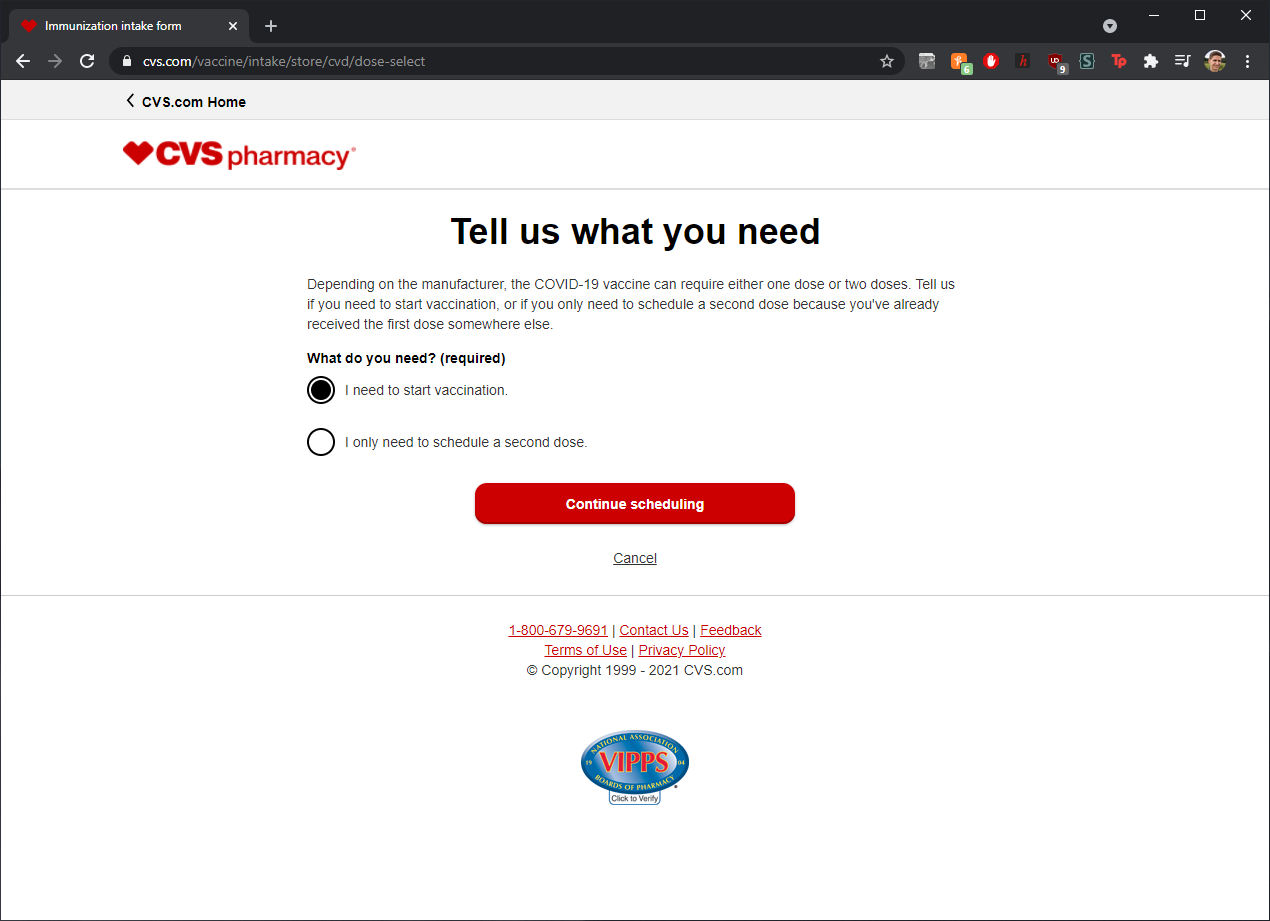 Immunization intake form
cvs.com/vaccine/intake/store/cvd/dose-select
6
h
UD
9
S
Tp
CVS.com Home
CVS pharmacy®
Tell us what you need
Depending on the manufacturer, the COVID-19 vaccine can require either one dose or two doses. Tell us
if you need to start vaccination, or if you only need to schedule a second dose because you've already
received the first dose somewhere else.
What do you need? (required)
I need to start vaccination.
I only need to schedule a second dose.
Continue scheduling
Cancel
1-800-679-9691 | Contact Us | Feedback
Terms of Use | Privacy Policy
© Copyright 1999 - 2021 CVS.com
NATIONAL ASSOCIATION
19 VIPPS 04
BOARDS OF PHARMACY
Click to Verify